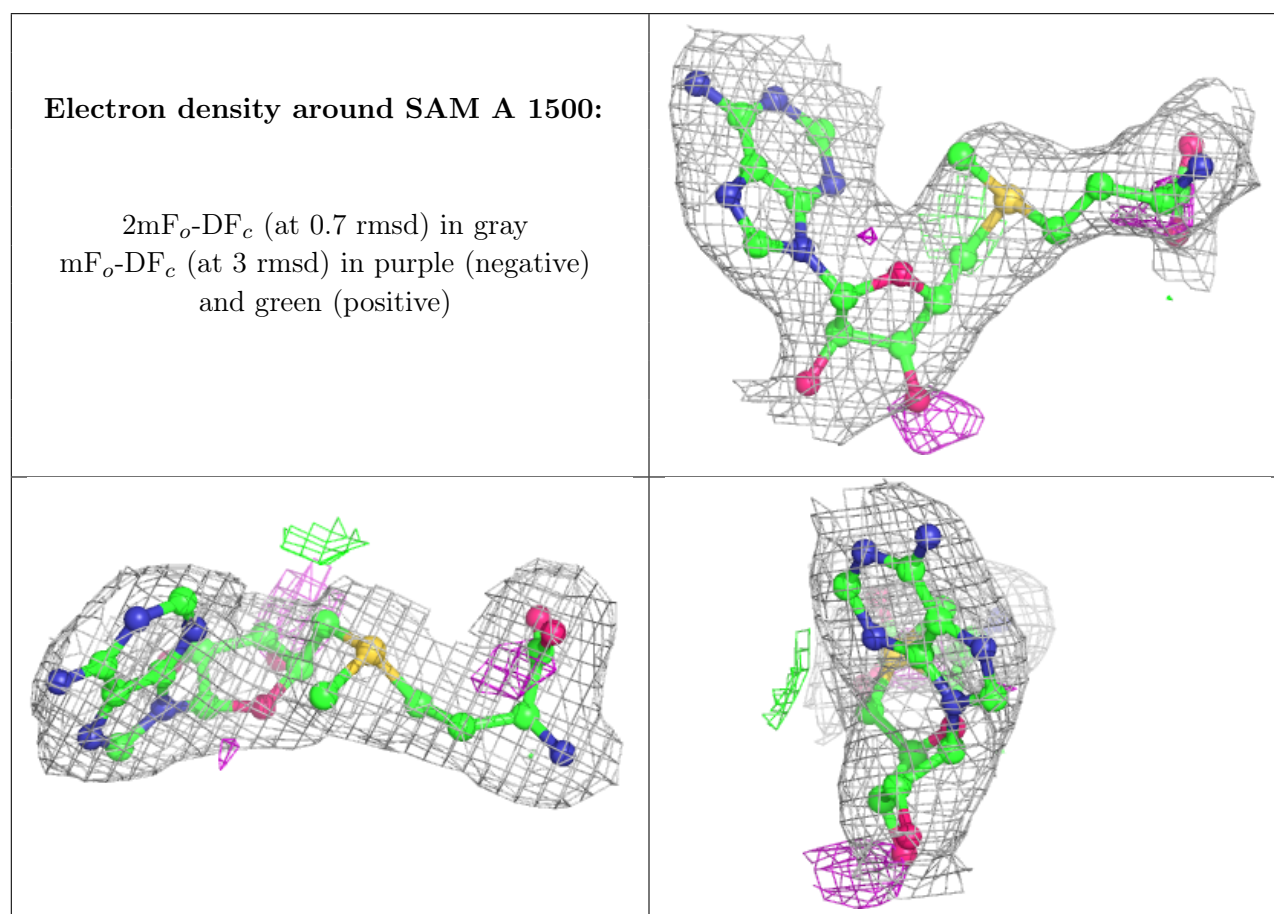 Electron density around SAM A 1500:
2mFo-DFc (at 0.7 rmsd) in gray
mFo-DFc (at 3 rmsd) in purple (negative)
and green (positive)